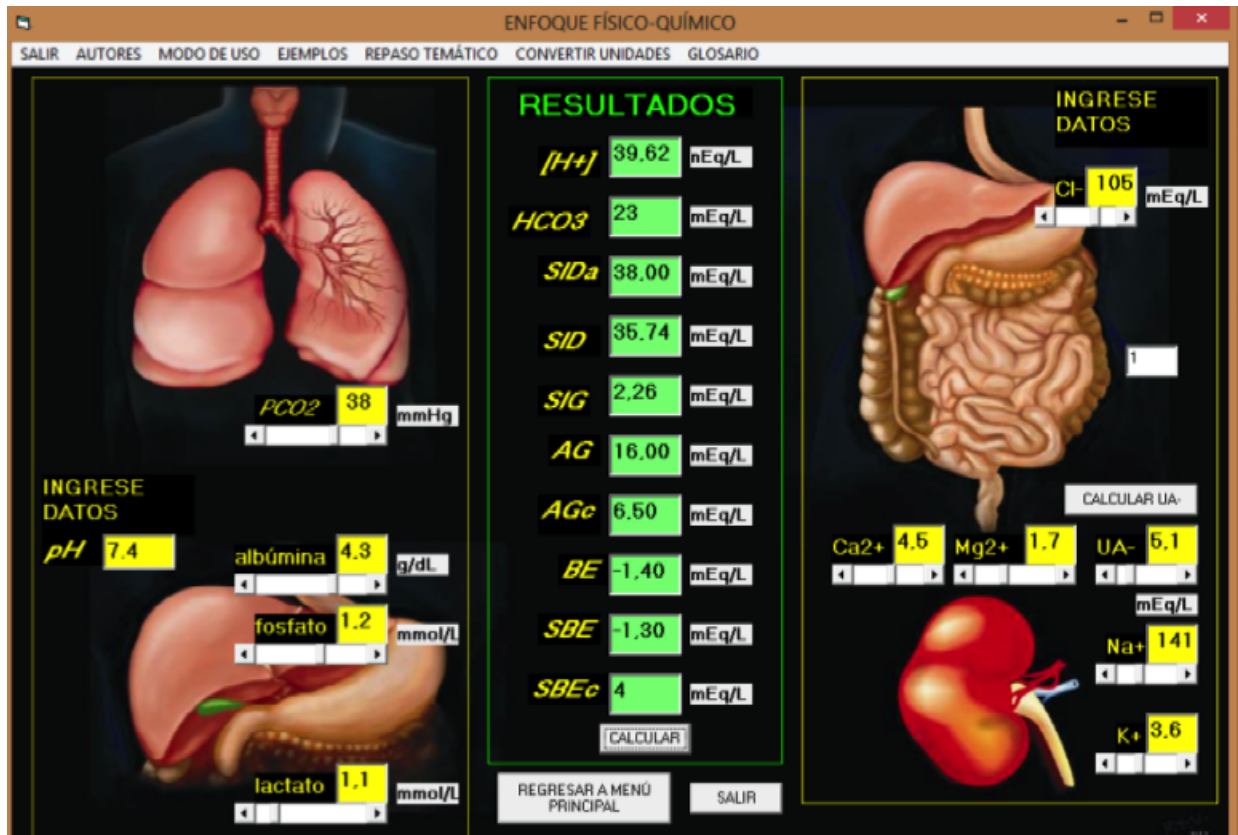 ENFOQUE FÍSICO-QUÍMICO
SALIR AUTORES MODO DE USO EJEMPLOS REPASO TEMÁTICO CONVERTIR UNIDADES GLOSARIO
PCO2 38 mmHg
INGRESE
DATOS
pH 7.4
albúmina 4.3 g/dL
fosfato 1.2 mmol/L
lactato 1,1 mmol/L
RESULTADOS
[H+] 39,62 nEq/L
HCO3 23 mEq/L
SIDa 38,00 mEq/L
SID 35.74 mEq/L
SIG 2,26 mEq/L
AG 16,00 mEq/L
AGc 6,50 mEq/L
BE -1,40 mEq/L
SBE -1,30 mEq/L
SBEc 4 mEq/L
CALCULAR
REGRESAR A MENÚ
PRINCIPAL
SALIR
INGRESE
DATOS
Cl- 105 mEq/L
1
CALCULAR UA-
Ca2+ 4,5 Mg2+ 1,7 UA- 5,1
mEq/L
Na+ 141
K+ 3,6